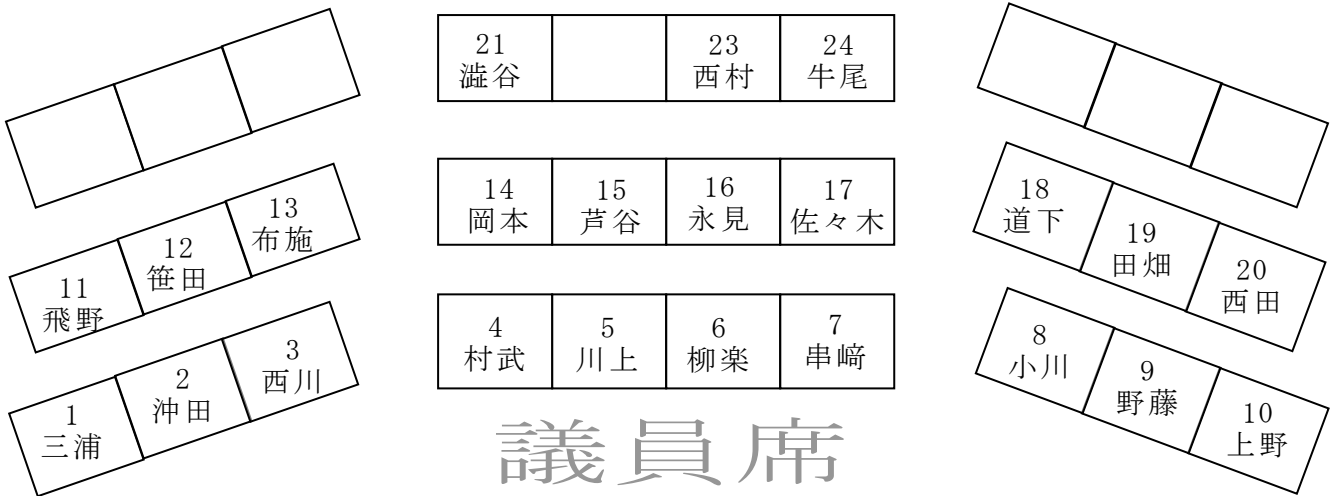 21
澁谷
23
西村
24
牛尾
11
飛野
12
笹田
13
布施
14
岡本
15
芦谷
16
永見
17
佐々木
18
道下
19
田畑
20
西田
1
三浦
2
沖田
3
西川
4
村武
5
川上
6
柳楽
7
串﨑
8
小川
9
野藤
10
上野
議員席